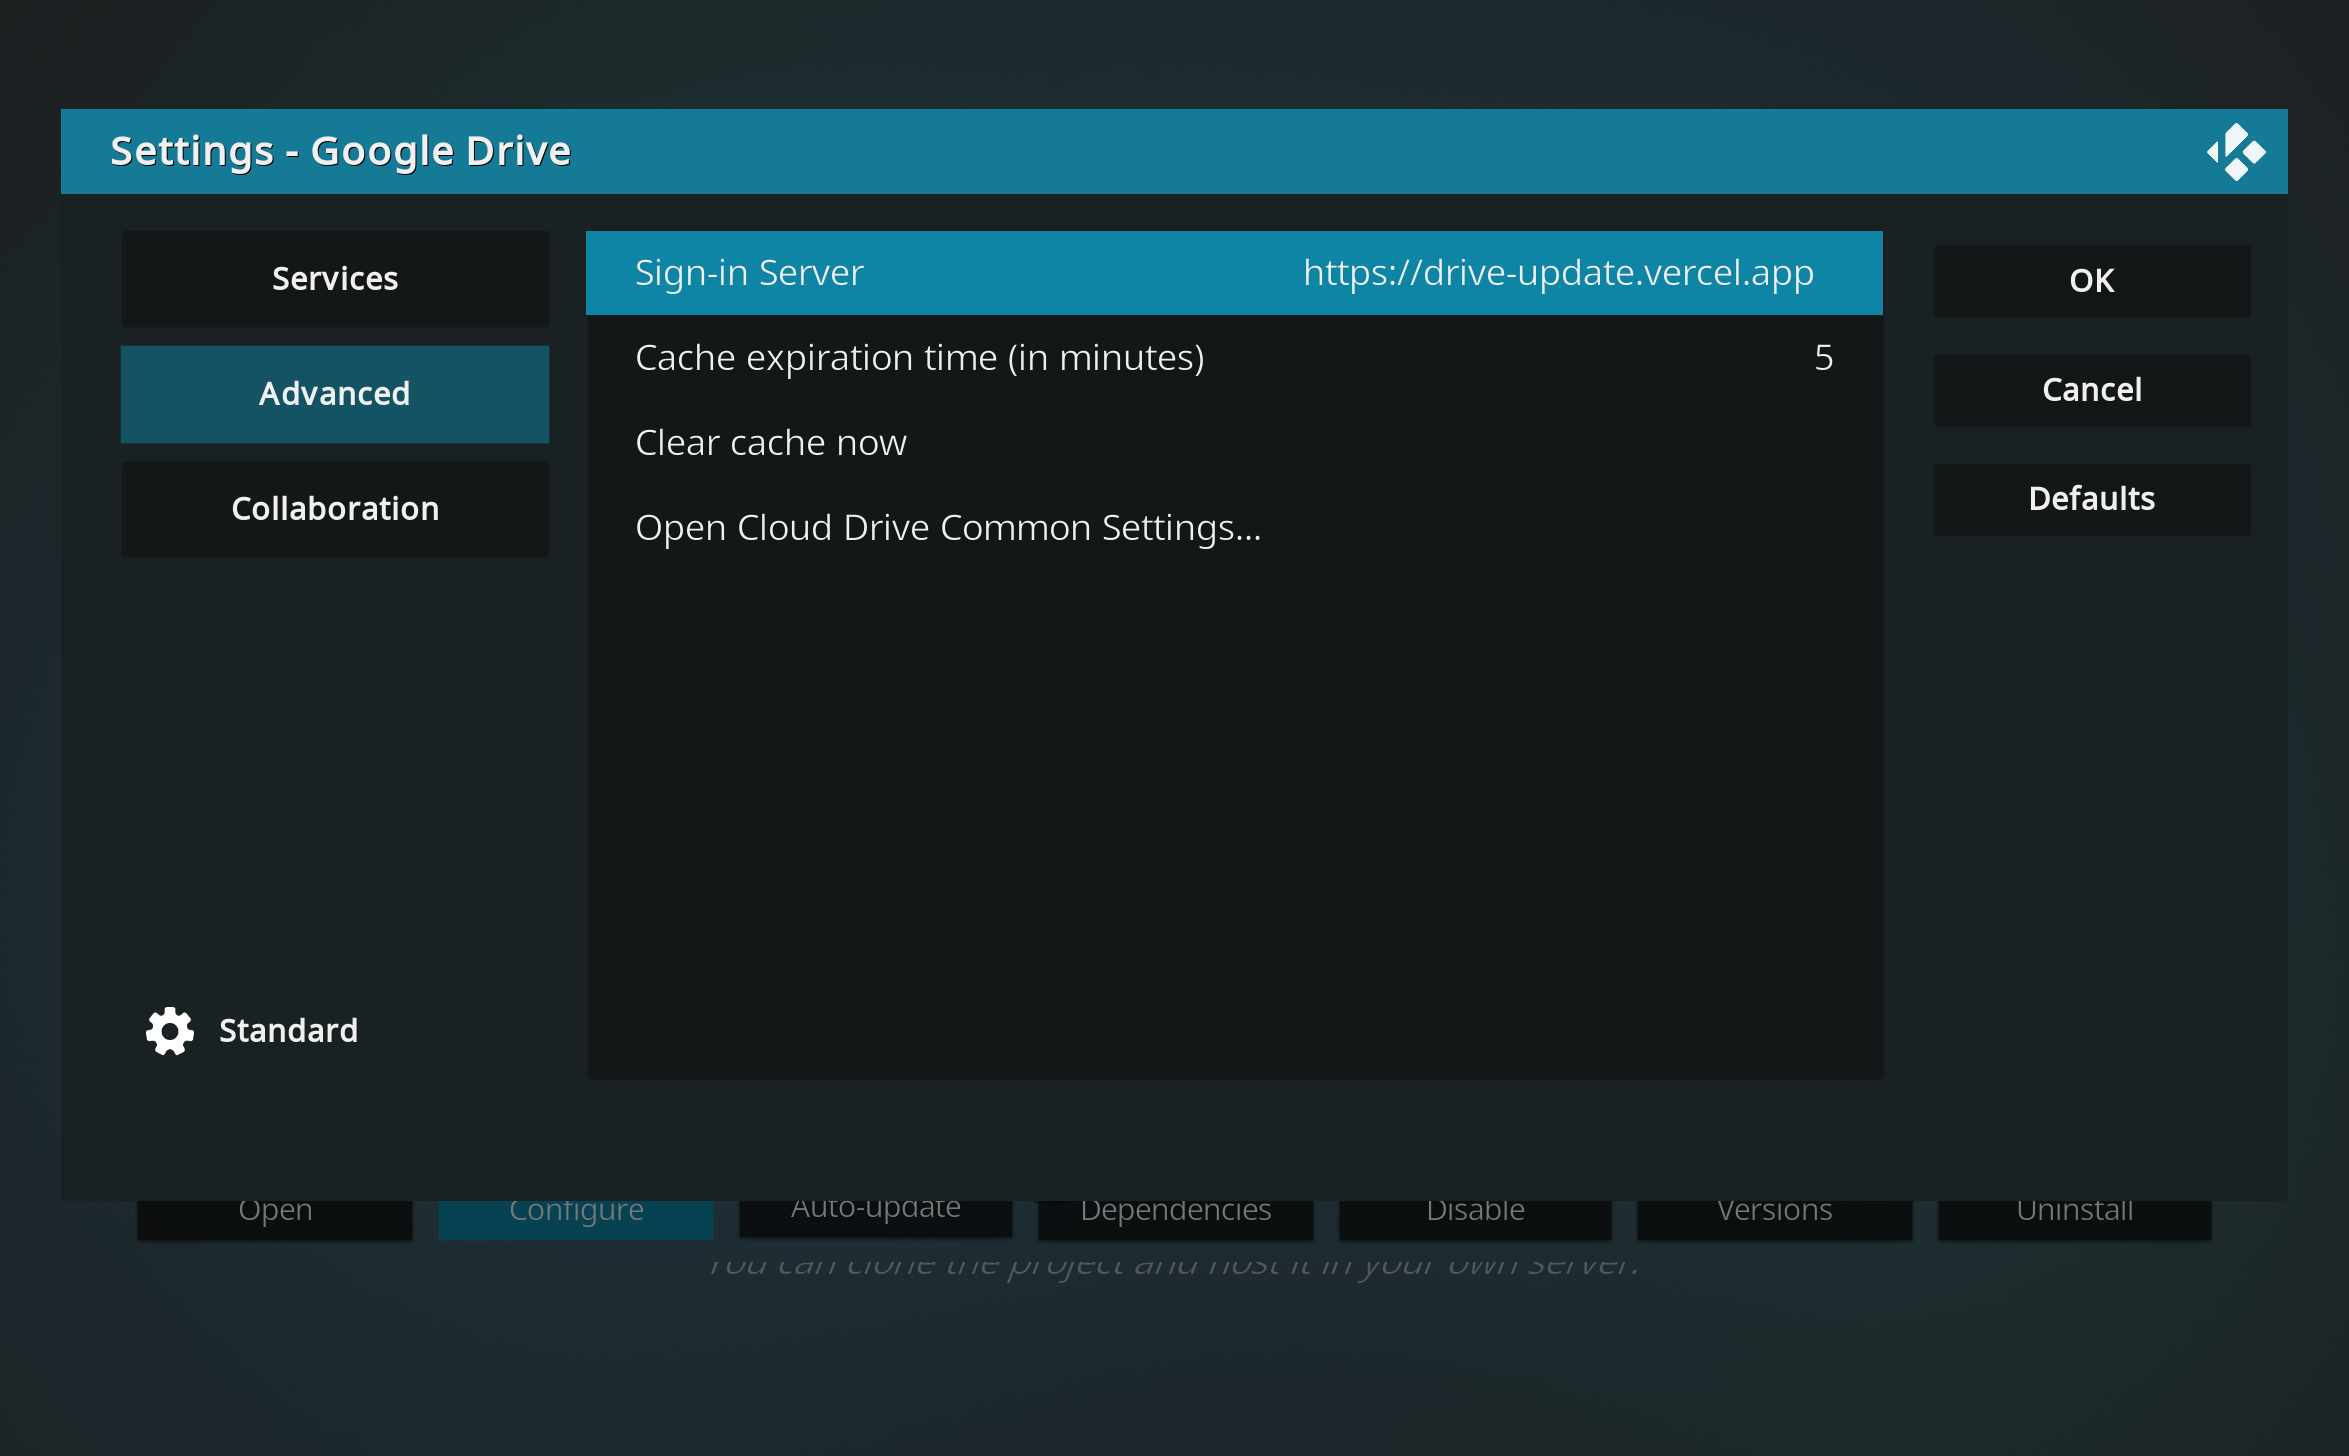 Settings - Google Drive
Services
Advanced
Collaboration
Standard
Sign-in Server https://drive-update.vercel.app
Cache expiration time (in minutes) 5
Clear cache now
Open Cloud Drive Common Settings...
OK
Cancel
Defaults
Open Configure Auto-update Dependencies Disable Versions Uninstall
You can clone the project and host it in your own server.